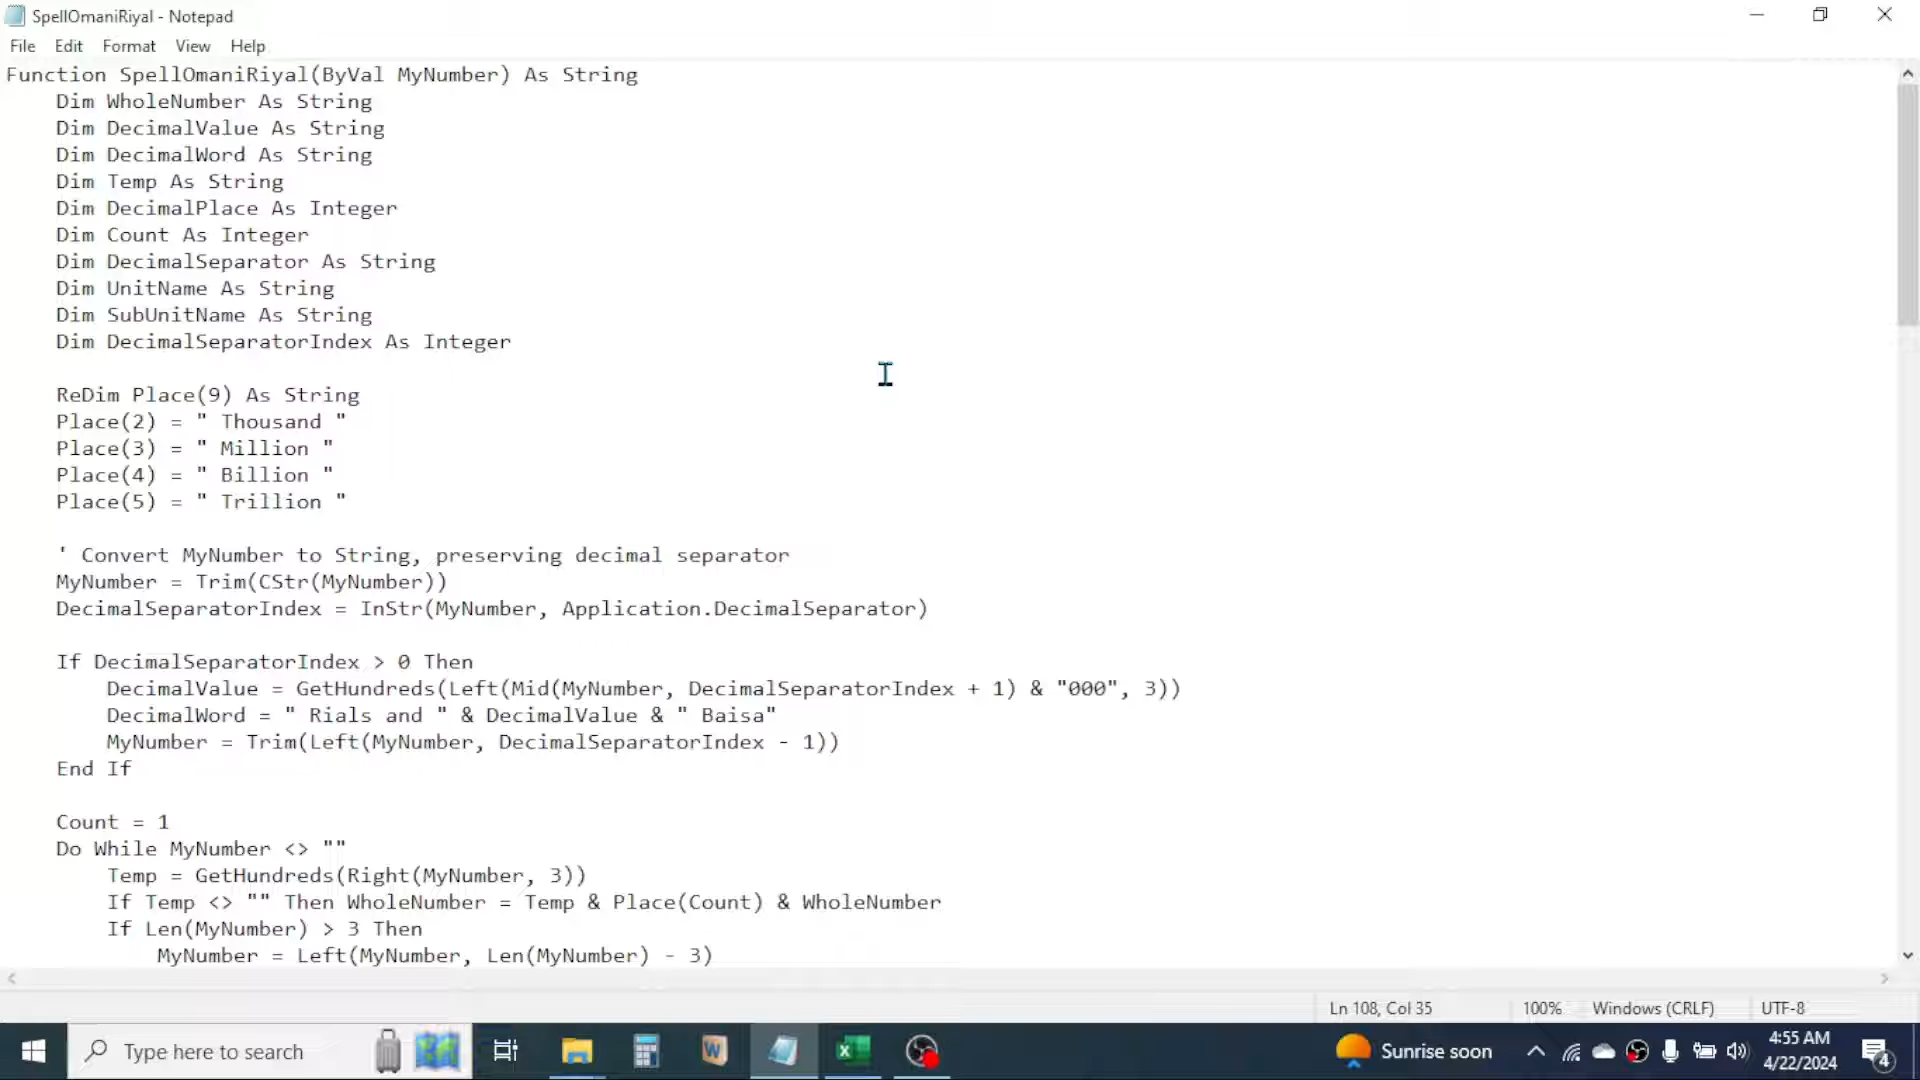 SpellOmaniRiyal - Notepad
File Edit Format View Help
Function SpellOmaniRiyal(ByVal MyNumber) As String
Dim WholeNumber As String
Dim DecimalValue As String
Dim DecimalWord As String
Dim Temp As String
Dim DecimalPlace As Integer
Dim Count As Integer
Dim DecimalSeparator As String
Dim UnitName As String
Dim SubUnitName As String
Dim DecimalSeparatorIndex As Integer
ReDim Place(9) As String
Place(2) = " Thousand "
Place(3) = " Million "
Place(4) = " Billion "
Place(5) = " Trillion "
' Convert MyNumber to String, preserving decimal separator
MyNumber = Trim(CStr(MyNumber))
DecimalSeparatorIndex = InStr(MyNumber, Application.DecimalSeparator)
If DecimalSeparatorIndex > 0 Then
DecimalValue = GetHundreds(Left(Mid(MyNumber, DecimalSeparatorIndex + 1) & "000", 3))
DecimalWord = " Rials and " & DecimalValue & " Baisa"
MyNumber = Trim(Left(MyNumber, DecimalSeparatorIndex - 1))
End If
Count = 1
Do While MyNumber <> ""
Temp = GetHundreds(Right(MyNumber, 3))
If Temp <> "" Then WholeNumber = Temp & Place(Count) & WholeNumber
If Len(MyNumber) > 3 Then
MyNumber = Left(MyNumber, Len(MyNumber) - 3)
Ln 108, Col 35 100% Windows (CRLF) UTF-8
Type here to search
W
Sunrise soon
4:55 AM
4/22/2024
4